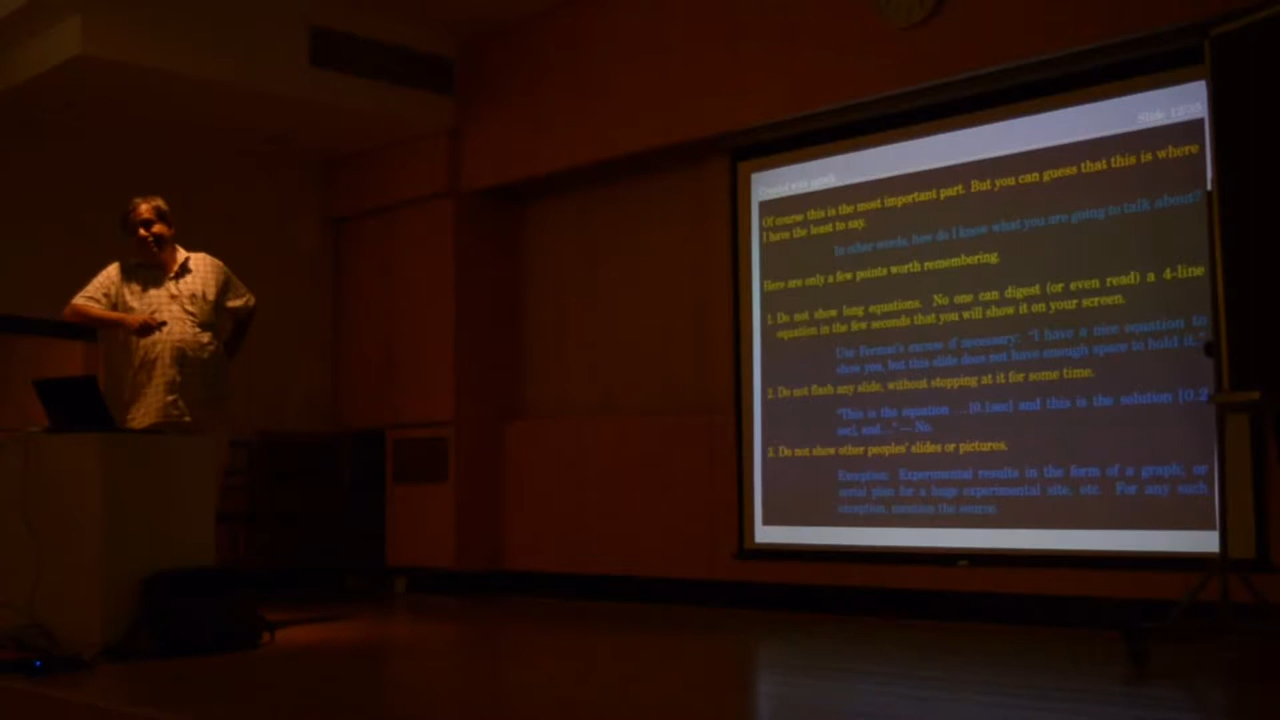 Slide 12/25
Created with pptalk
Of course this is the most important part. But you can guess that this is where
I have the least to say.
In other words, how do I know what you are going to talk about?
Here are only a few points worth remembering.
1. Do not show long equations. No one can digest (or even read) a 4-line
equation in the few seconds that you will show it on your screen.
Use Fermat's excuse if necessary: "I have a nice equation to
show you, but this slide does not have enough space to hold it."
2. Do not flash any slide, without stopping at it for some time.
"This is the equation ... [0.1sec] and this is the solution [0.2
sec], and..." — No.
3. Do not show other peoples' slides or pictures.
Exception: Experimental results in the form of a graph; or
aerial plan for a huge experimental site, etc. For any such
exception, mention the source.